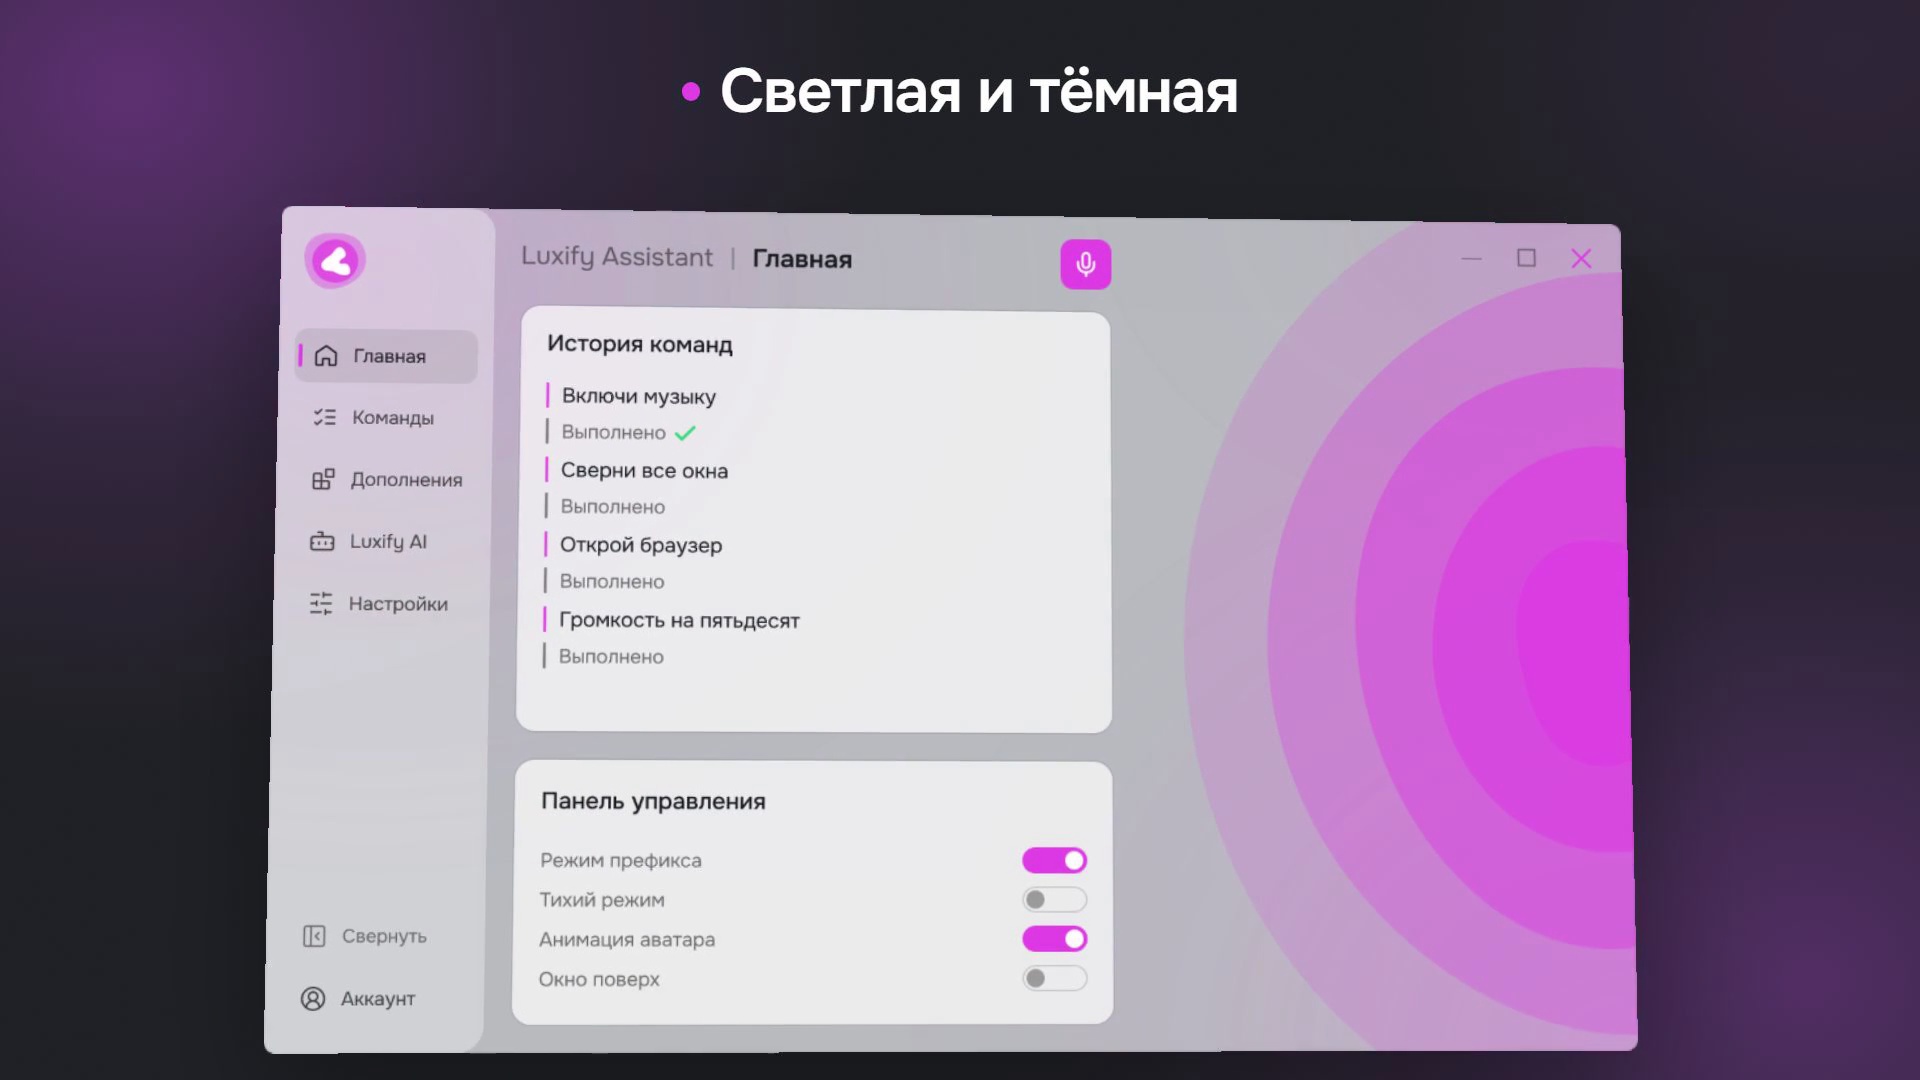 Светлая и тёмная
Luxify Assistant | Главная
Главная
Команды
Дополнения
Luxify AI
Настройки
Свернуть
Аккаунт
История команд
Включи музыку
Выполнено
Сверни все окна
Выполнено
Открой браузер
Выполнено
Громкость на пятьдесят
Выполнено
Панель управления
Режим префикса
Тихий режим
Анимация аватара
Окно поверх